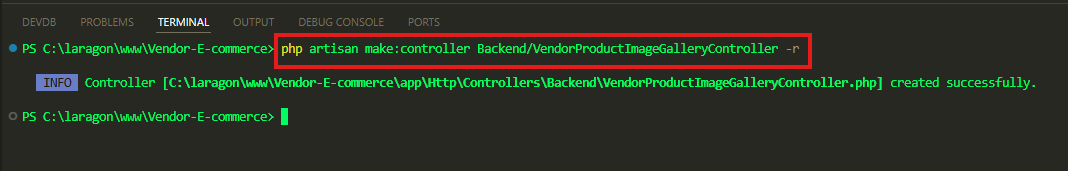 DEVDB PROBLEMS TERMINAL OUTPUT DEBUG CONSOLE PORTS
PS C:\laragon\www\Vendor-E-commerce> php artisan make:controller Backend/VendorProductImageGalleryController -r
INFO Controller [C:\laragon\www\Vendor-E-commerce\app\Http\Controllers\Backend\VendorProductImageGalleryController.php] created successfully.
PS C:\laragon\www\Vendor-E-commerce>